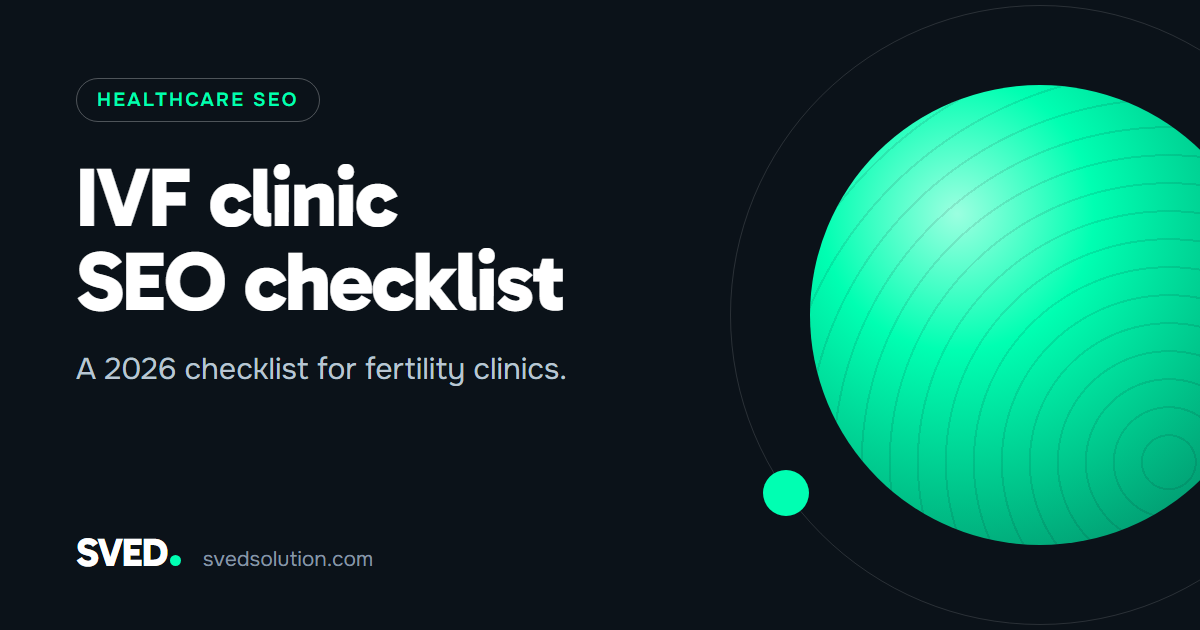 HEALTHCARE SEO
IVF clinic
SEO checklist
A 2026 checklist for fertility clinics.
SVED. svedsolution.com